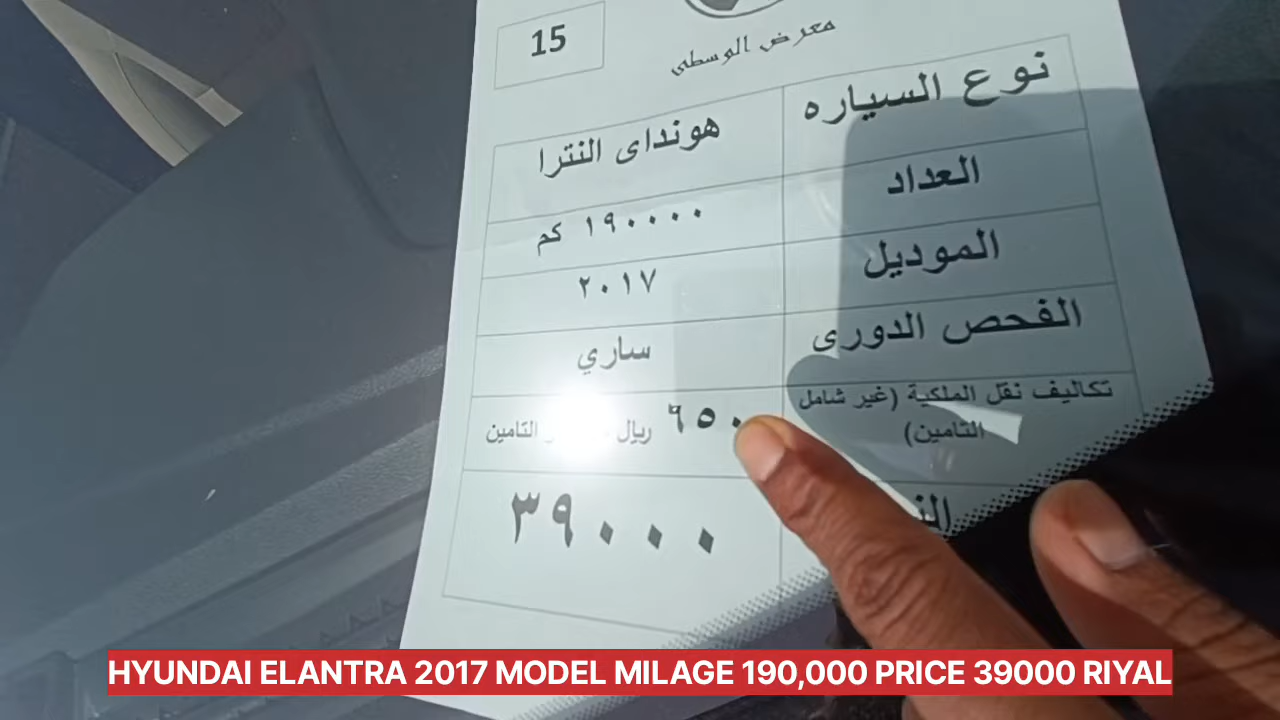 15
معرض الوسطى
نوع السياره هونداى النترا
العداد ١٩٠٠٠٠ كم
الموديل ٢٠١٧
الفحص الدورى ساري
تكاليف نقل الملكية (غير شامل التامين) ٦٥٠ ريال التامين
٣٩٠٠٠
HYUNDAI ELANTRA 2017 MODEL MILAGE 190,000 PRICE 39000 RIYAL